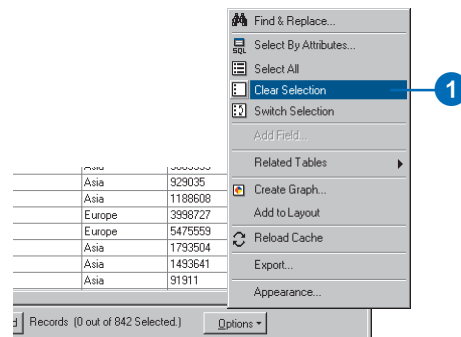 Find & Replace...
SQL
Select By Attributes...
Select All
Clear Selection
1
Switch Selection
Add Field...
Related Tables
Create Graph...
Add to Layout
Reload Cache
Export...
Appearance...
Asia 929035
Asia 1188608
Europe 3998727
Europe 5475559
Asia 1793504
Asia 1493641
Asia 91911
Records (0 out of 842 Selected.) Options